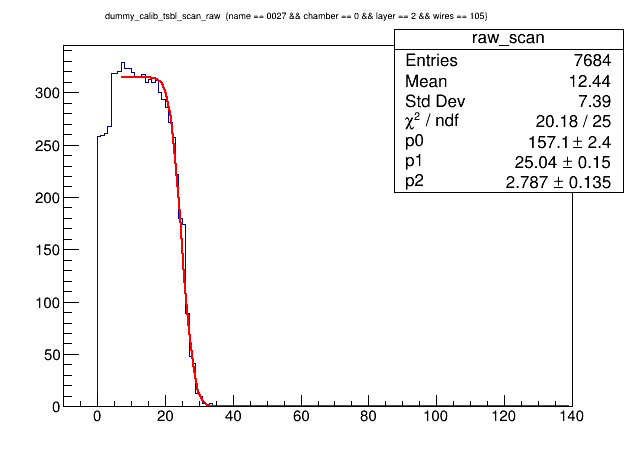 dummy_calib_tsbl_scan_raw (name == 0027 && chamber == 0 && layer == 2 && wires == 105)
raw_scan
Entries 7684
Mean 12.44
Std Dev 7.39
χ² / ndf 20.18 / 25
p0 157.1 ± 2.4
p1 25.04 ± 0.15
p2 2.787 ± 0.135
300
250
200
150
100
50
0
0 20 40 60 80 100 120 140